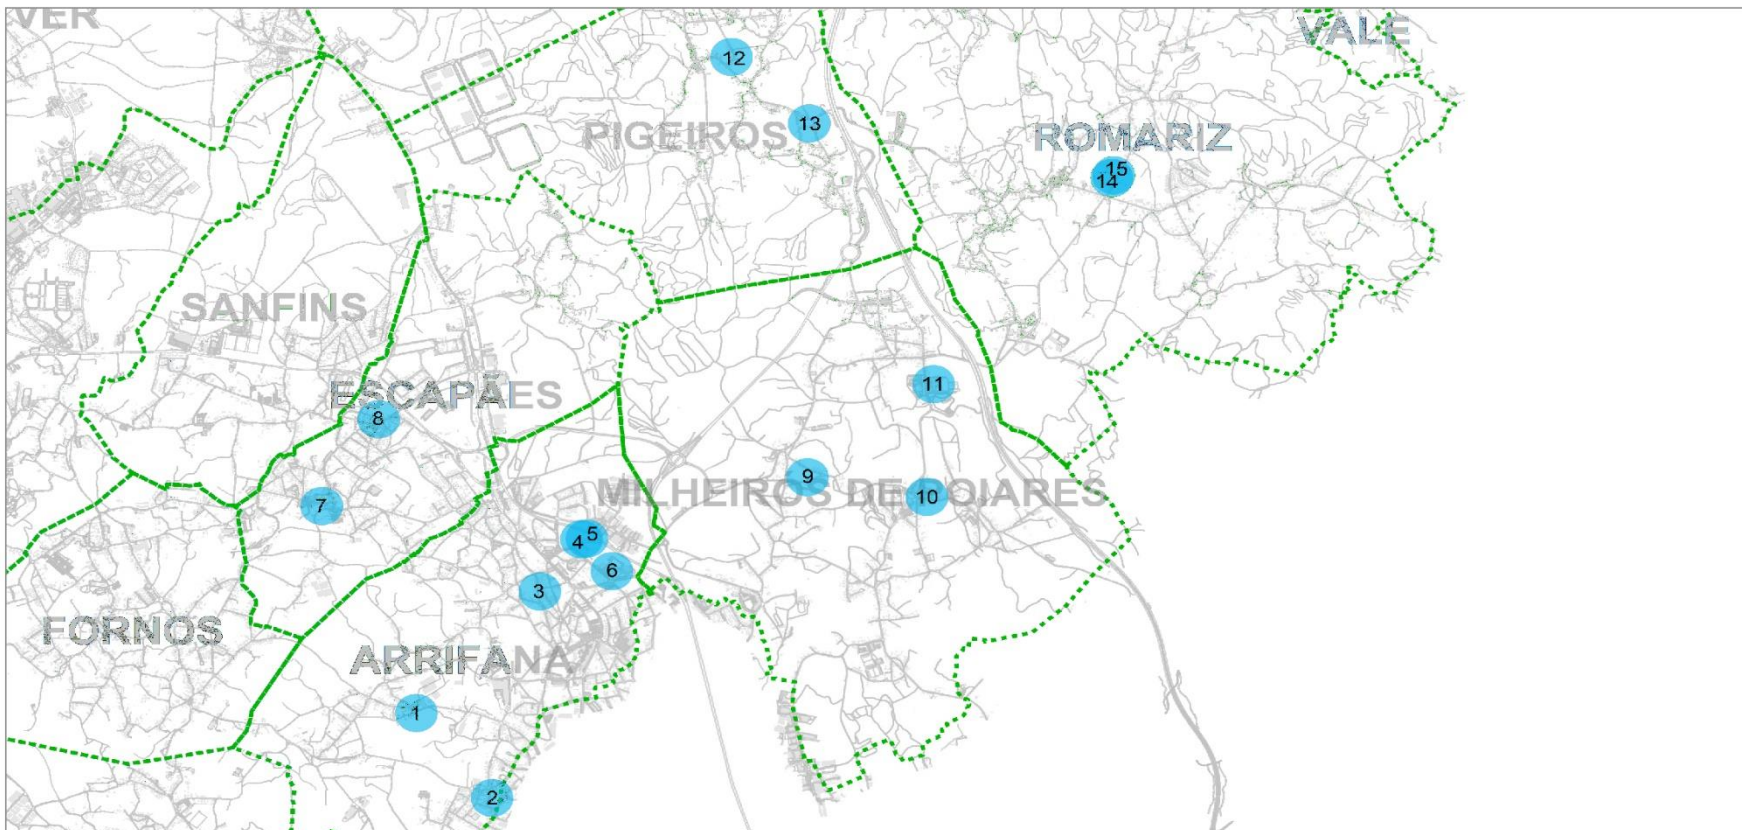 VER
VALE
12
13
PIGEIROS
ROMARIZ
15
14
SANFINS
ESCAPÃES
8
11
9
MILHEIROS DE POIARES
10
7
4 5
6
3
FORNOS
ARRIFANA
1
2